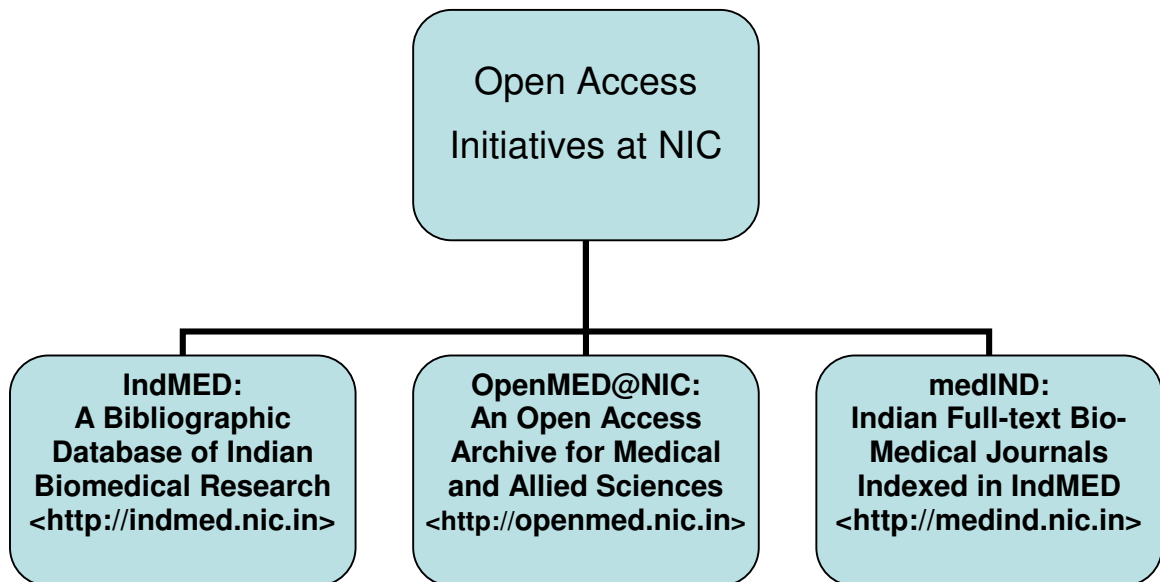 Open Access
Initiatives at NIC
IndMED:
A Bibliographic
Database of Indian
Biomedical Research
<http://indmed.nic.in>
OpenMED@NIC:
An Open Access
Archive for Medical
and Allied Sciences
<http://openmed.nic.in>
medIND:
Indian Full-text Bio-
Medical Journals
Indexed in IndMED
<http://medind.nic.in>